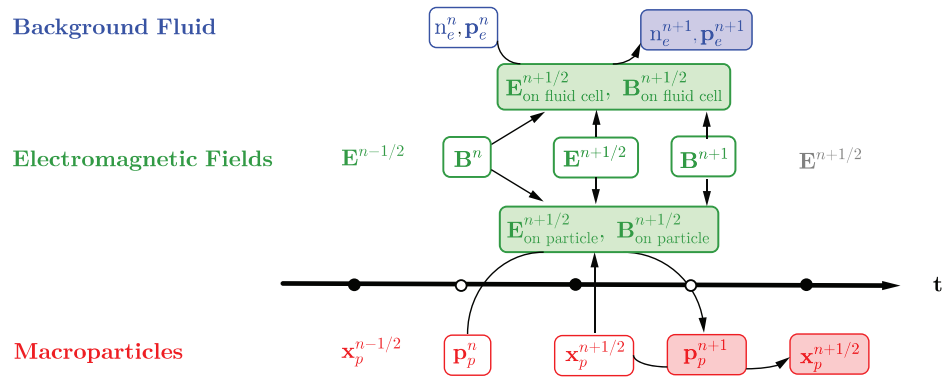 Background Fluid n_e^n, p_e^n n_e^{n+1}, p_e^{n+1}
E^{n+1/2}_{on fluid cell}, B^{n+1/2}_{on fluid cell}
Electromagnetic Fields E^{n−1/2} B^n E^{n+1/2} B^{n+1} E^{n+1/2}
E^{n+1/2}_{on particle}, B^{n+1/2}_{on particle}
t
Macroparticles x_p^{n−1/2} p_p^n x_p^{n+1/2} p_p^{n+1} x_p^{n+1/2}